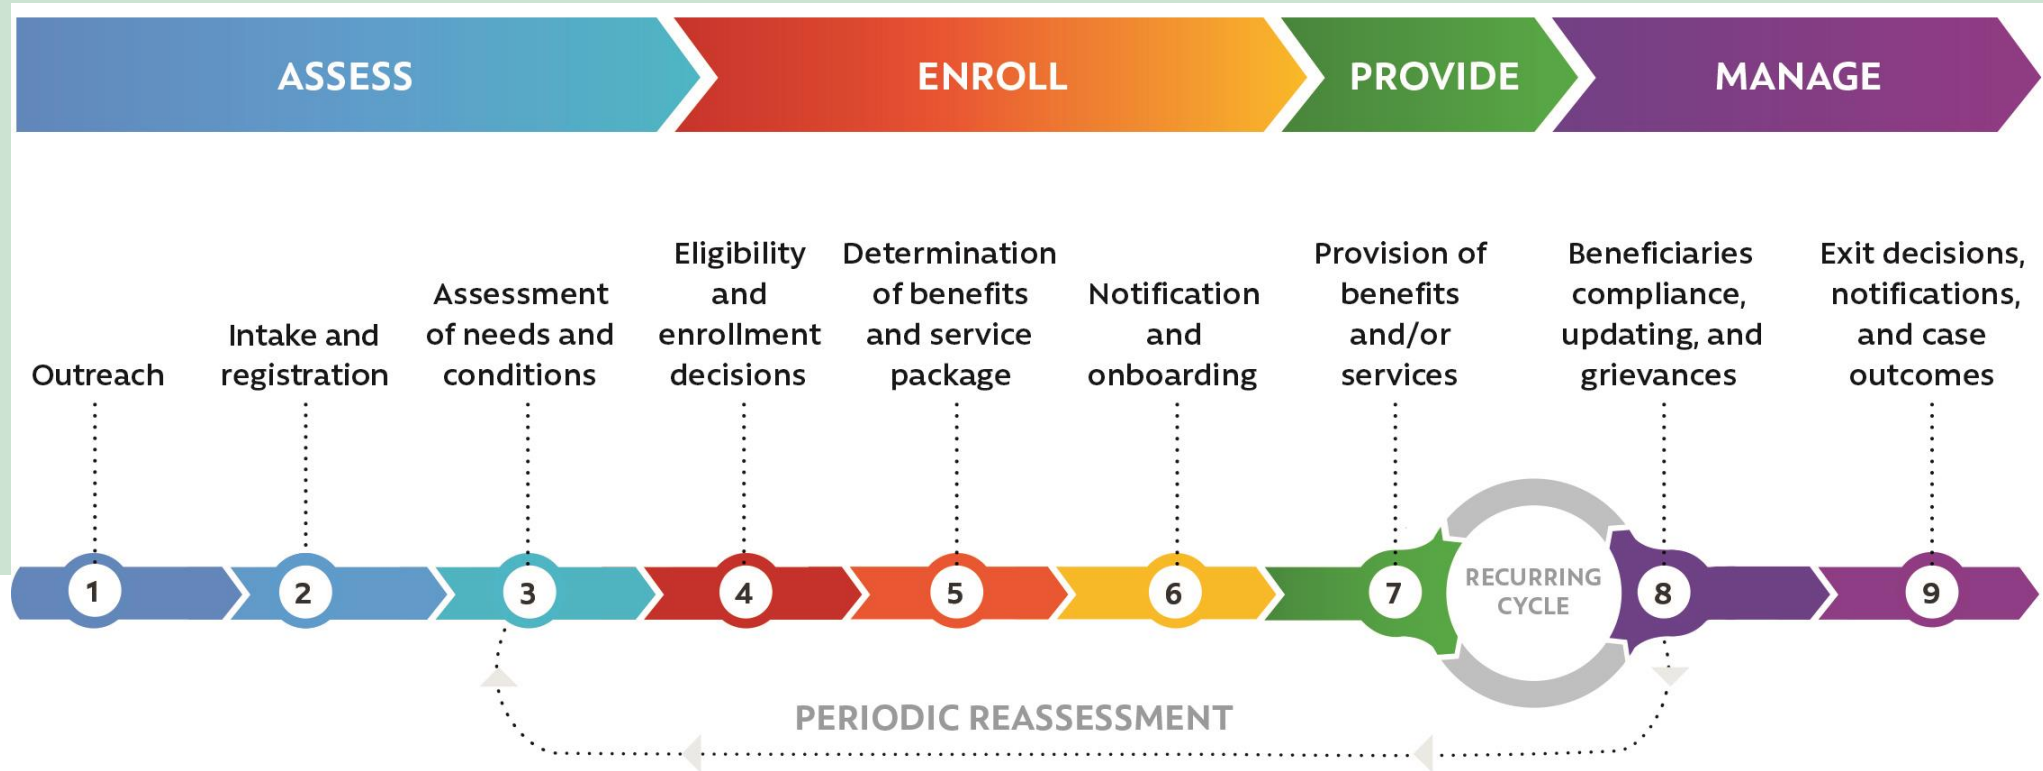 ASSESS
ENROLL
PROVIDE
MANAGE
Outreach
Intake and
registration
Assessment
of needs and
conditions
Eligibility
and
enrollment
decisions
Determination
of benefits
and service
package
Notification
and
onboarding
Provision of
benefits
and/or
services
Beneficiaries
compliance,
updating, and
grievances
Exit decisions,
notifications,
and case
outcomes
1
2
3
4
5
6
7
RECURRING
CYCLE
8
9
PERIODIC REASSESSMENT